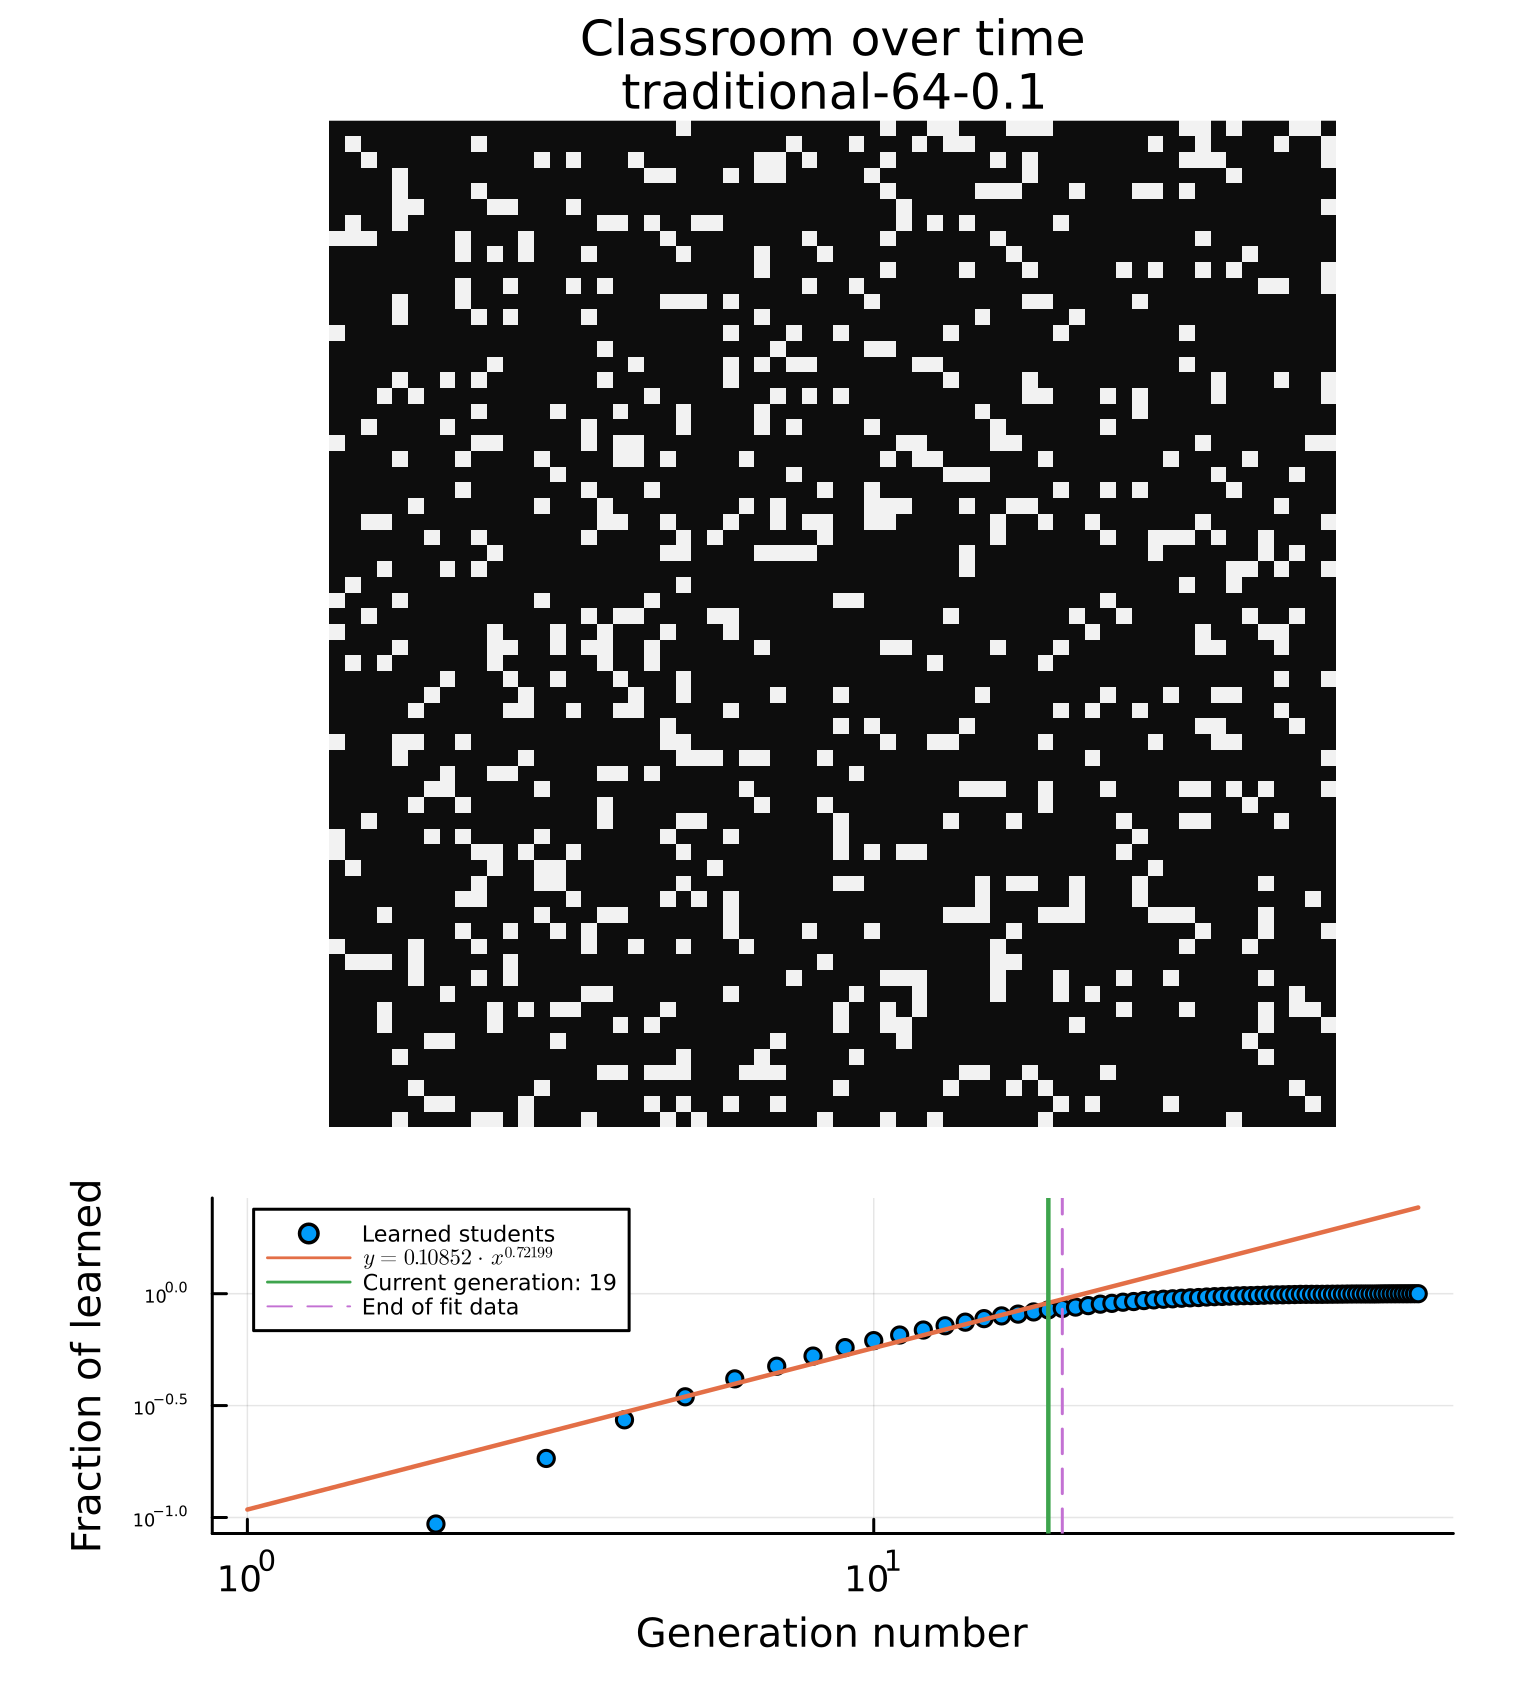 Classroom over time
traditional-64-0.1
Fraction of learned
Learned students
y = 0.10852 · x^0.72199
Current generation: 19
End of fit data
10^0.0
10^−0.5
10^−1.0
10^0
10^1
Generation number